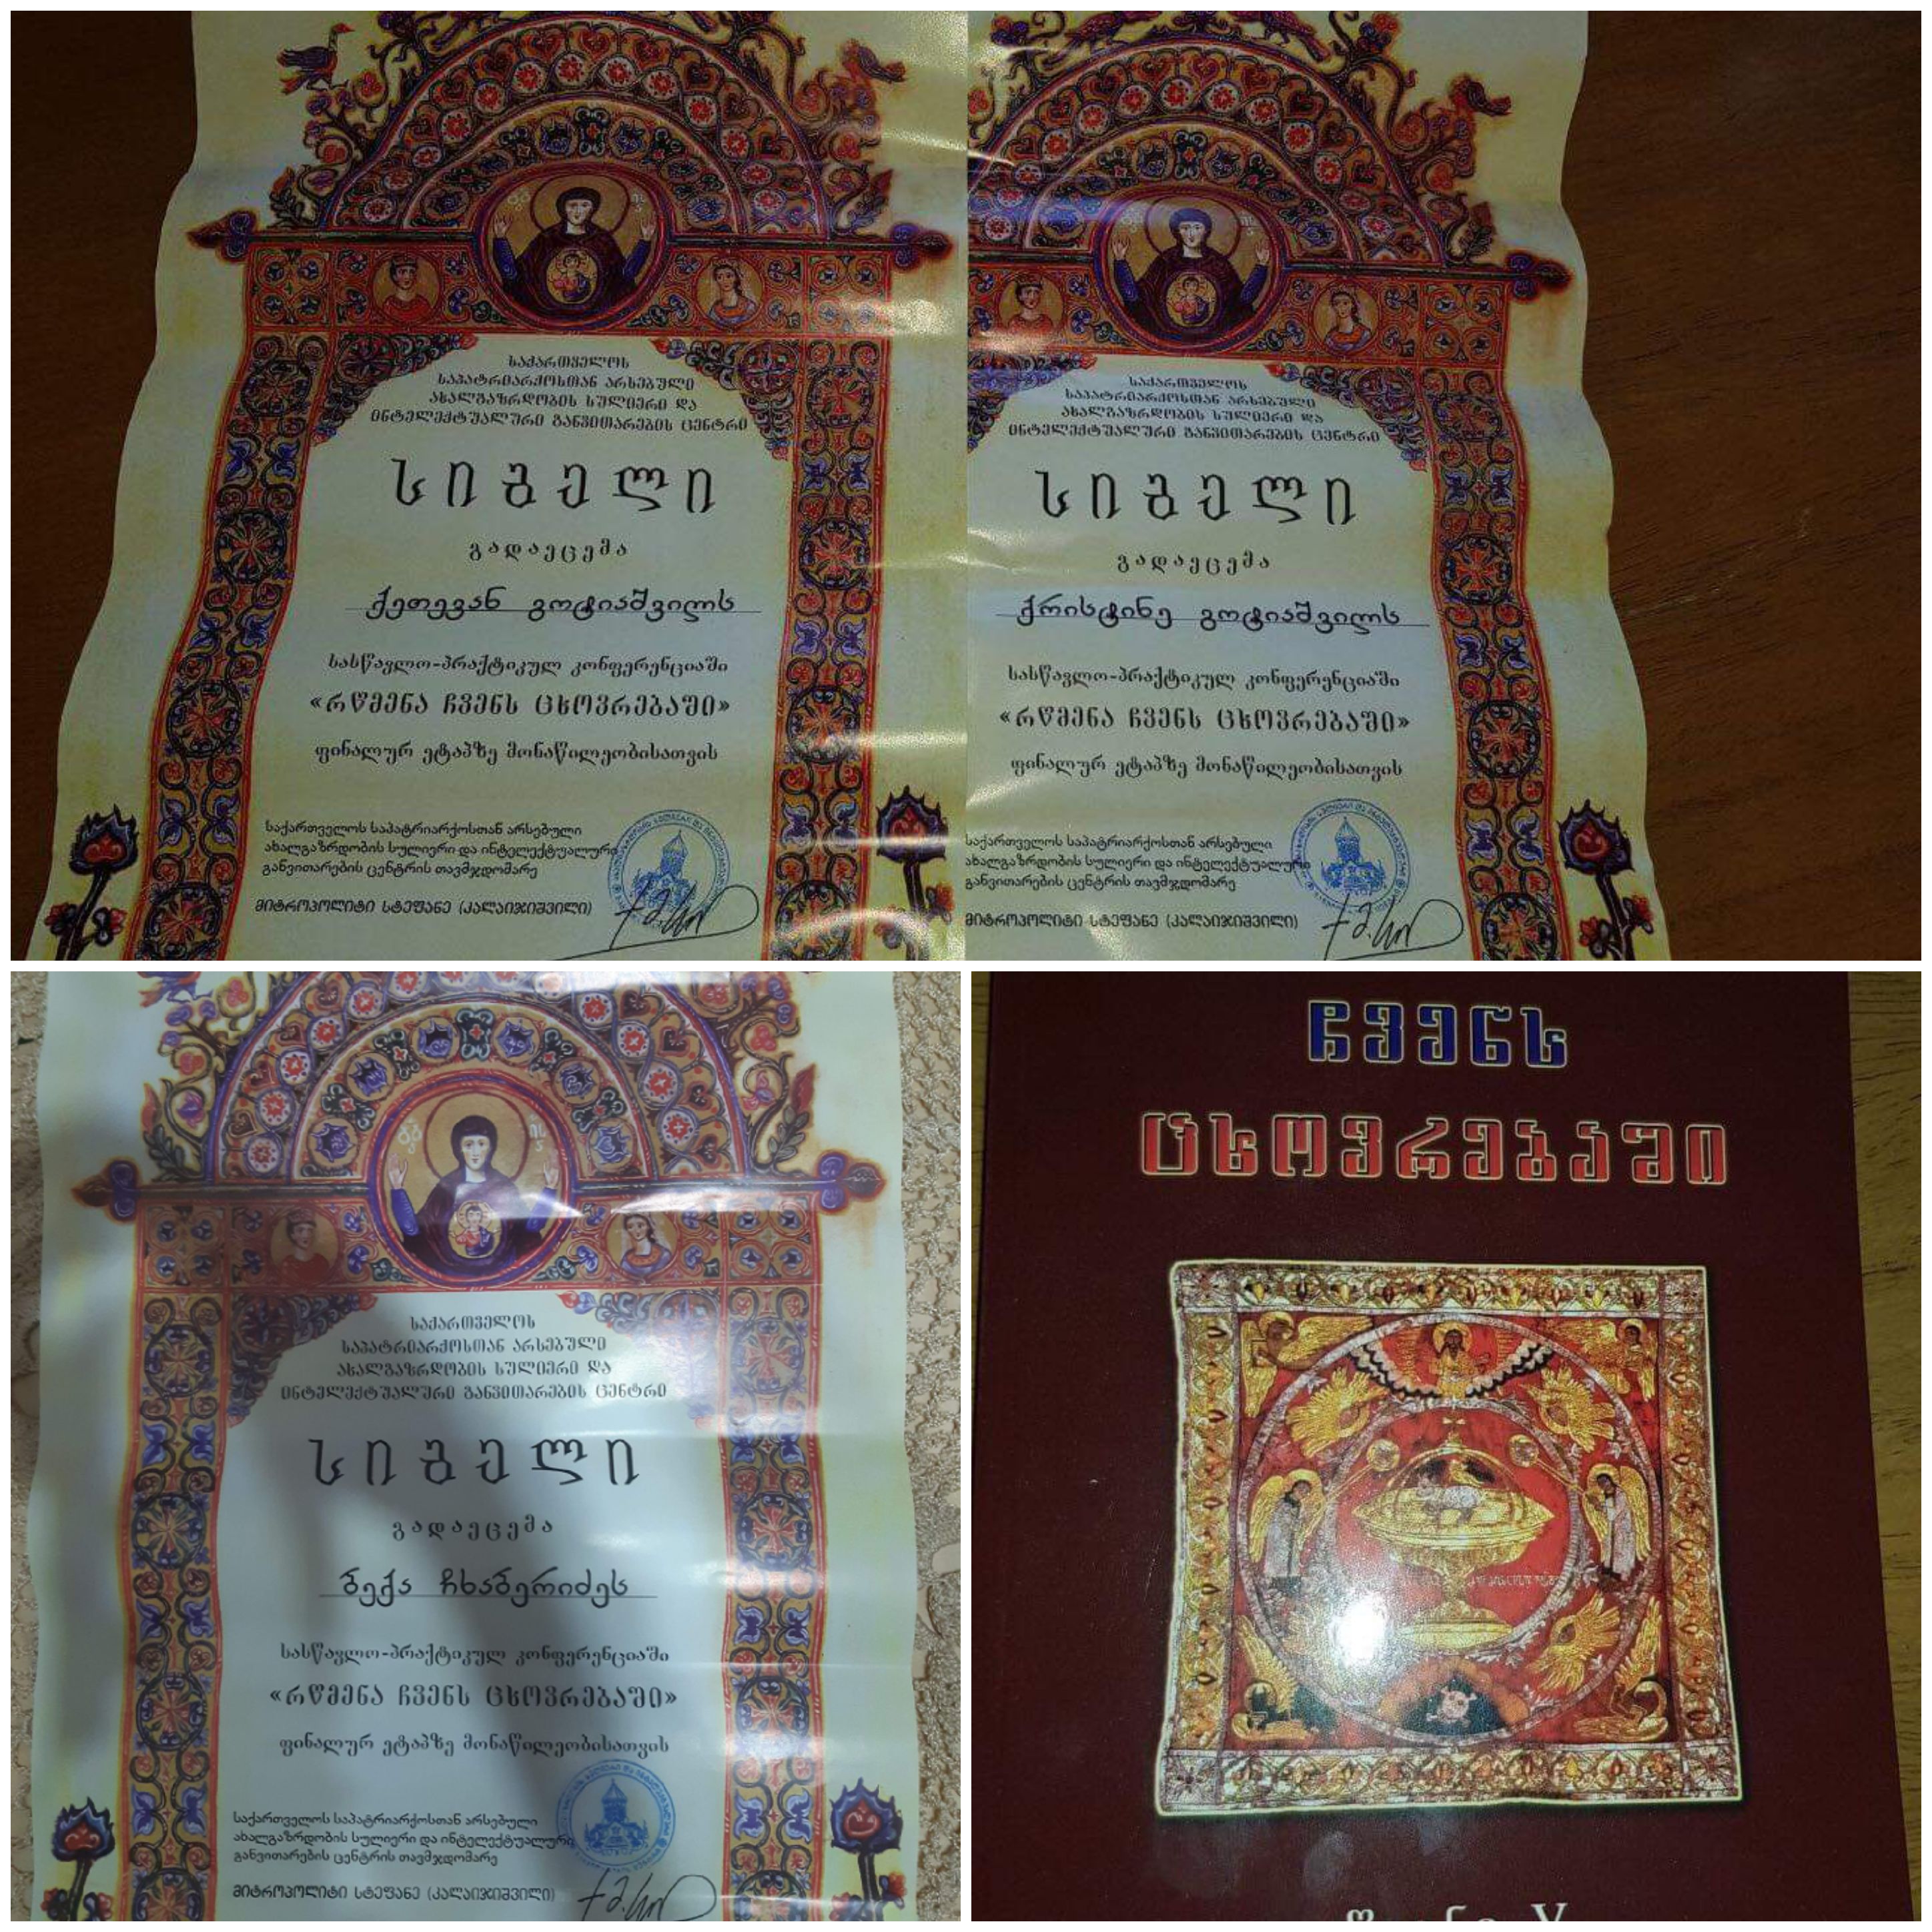 საქართველოს
საპატრიარქოსთან არსებული
ახალგაზრდობის სულიერი და
ინტელექტუალური განვითარების ცენტრი
სიგელი
გადაეცემა
ქეთევან გოტიაშვილს
სასწავლო-პრაქტიკულ კონფერენციაში
«რწმენა ჩვენს ცხოვრებაში»
ფინალურ ეტაპზე მონაწილეობისათვის
საქართველოს საპატრიარქოსთან არსებული
ახალგაზრდობის სულიერი და ინტელექტუალური
განვითარების ცენტრის თავმჯდომარე
მიტროპოლიტი სტეფანე (კალაიჯიშვილი)
საქართველოს
საპატრიარქოსთან არსებული
ახალგაზრდობის სულიერი და
ინტელექტუალური განვითარების ცენტრი
სიგელი
გადაეცემა
ქრისტინე გოტიაშვილს
სასწავლო-პრაქტიკულ კონფერენციაში
«რწმენა ჩვენს ცხოვრებაში»
ფინალურ ეტაპზე მონაწილეობისათვის
საქართველოს საპატრიარქოსთან არსებული
ახალგაზრდობის სულიერი და ინტელექტუალური
განვითარების ცენტრის თავმჯდომარე
მიტროპოლიტი სტეფანე (კალაიჯიშვილი)
საქართველოს
საპატრიარქოსთან არსებული
ახალგაზრდობის სულიერი და
ინტელექტუალური განვითარების ცენტრი
სიგელი
გადაეცემა
ბექა ჩხაბერიძეს
სასწავლო-პრაქტიკულ კონფერენციაში
«რწმენა ჩვენს ცხოვრებაში»
ფინალურ ეტაპზე მონაწილეობისათვის
საქართველოს საპატრიარქოსთან არსებული
ახალგაზრდობის სულიერი და ინტელექტუალური
განვითარების ცენტრის თავმჯდომარე
მიტროპოლიტი სტეფანე (კალაიჯიშვილი)
ჩვენს
ცხოვრებაში
V